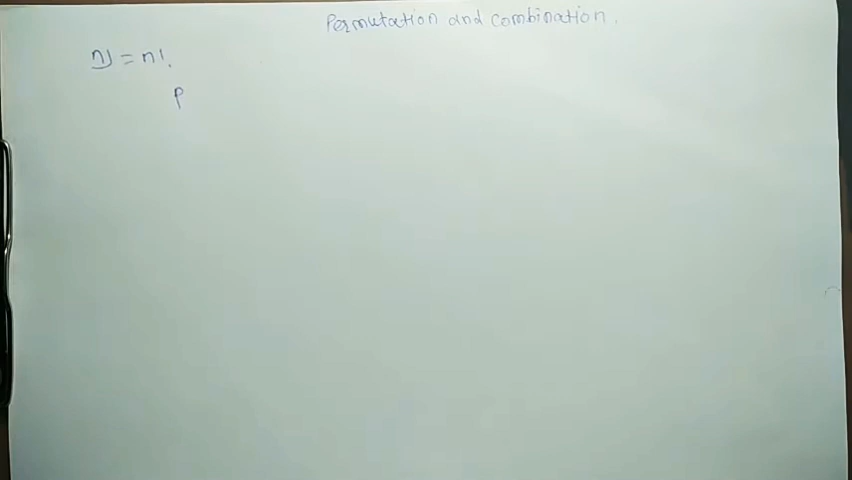 Permutation and combination.
n! = n!.
P